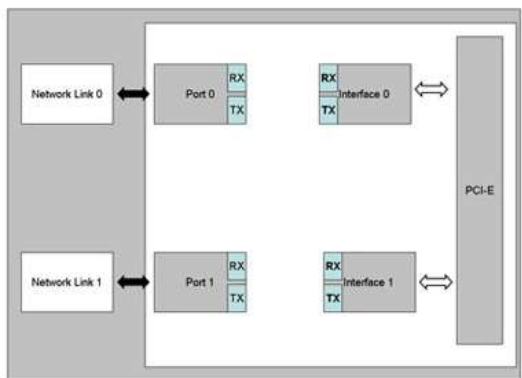 Network Link 0
Port 0
RX
TX
RX
TX
Interface 0
PCI-E
Network Link 1
Port 1
RX
TX
RX
TX
Interface 1